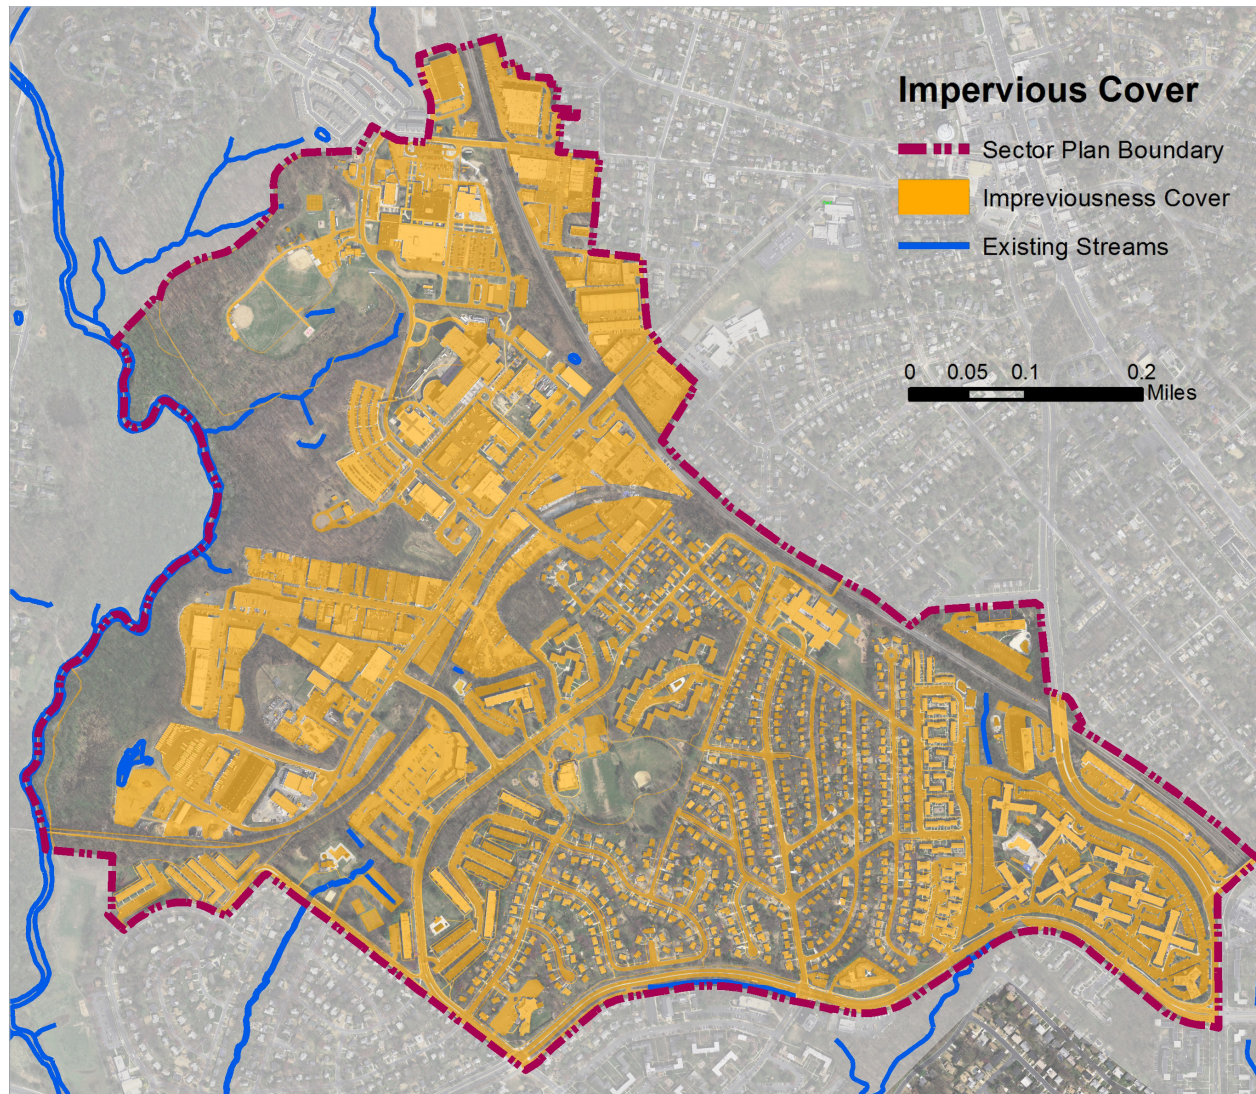 Impervious Cover
Sector Plan Boundary
Impreviousness Cover
Existing Streams
0 0.05 0.1 0.2
Miles